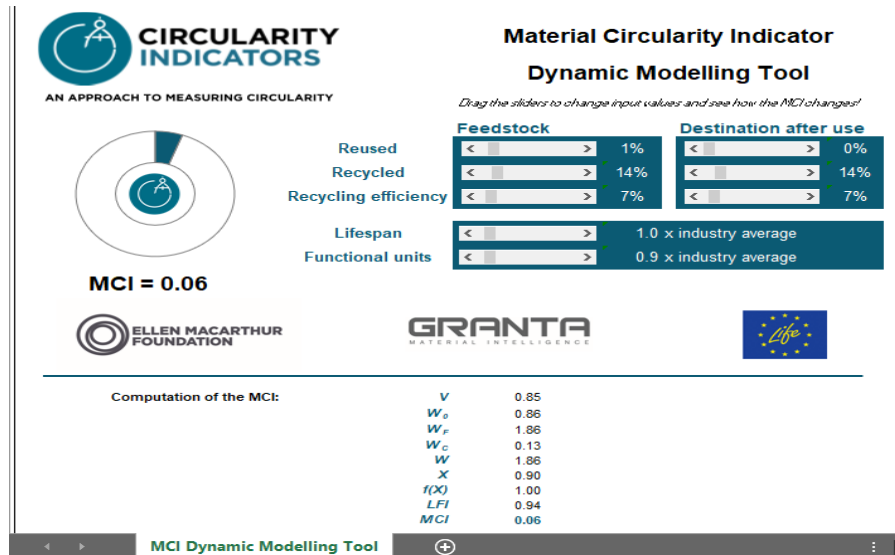 CIRCULARITY
INDICATORS
AN APPROACH TO MEASURING CIRCULARITY
Material Circularity Indicator
Dynamic Modelling Tool
Drag the sliders to change input values and see how the MCI changes!
Feedstock Destination after use
Reused 1% 0%
Recycled 14% 14%
Recycling efficiency 7% 7%
Lifespan 1.0 x industry average
Functional units 0.9 x industry average
MCI = 0.06
ELLEN MACARTHUR
FOUNDATION
GRANTA
MATERIAL INTELLIGENCE
Life
Computation of the MCI:
V 0.85
W₀ 0.86
W_F 1.86
W_C 0.13
W 1.86
X 0.90
f(X) 1.00
LFI 0.94
MCI 0.06
MCI Dynamic Modelling Tool